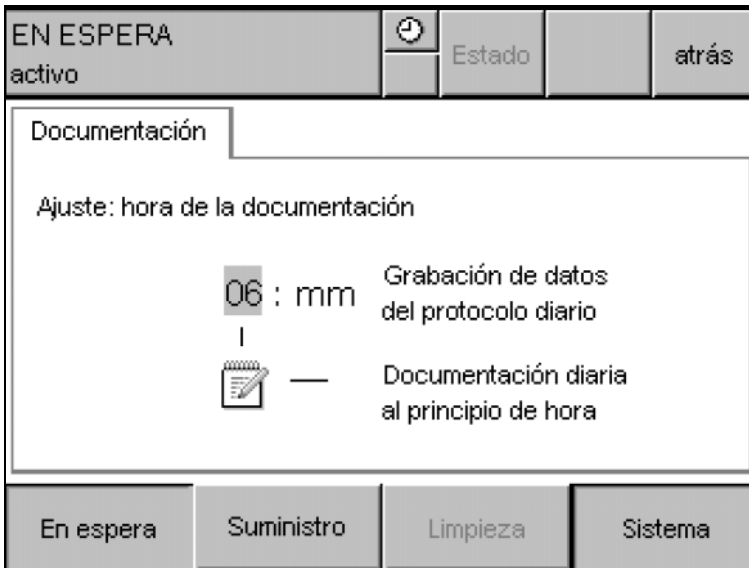 EN ESPERA
activo
Estado
atrás
Documentación
Ajuste: hora de la documentación
06 : mm
Grabación de datos
del protocolo diario
Documentación diaria
al principio de hora
En espera
Suministro
Limpieza
Sistema